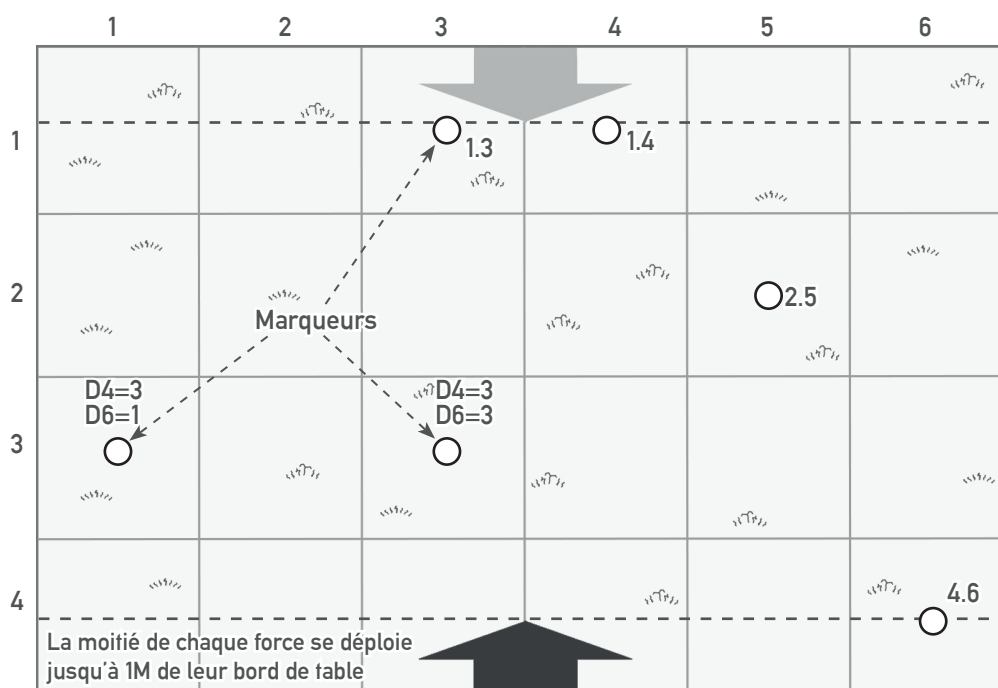 1 2 3 4 5 6
1
1.3
1.4
2
2.5
Marqueurs
D4=3
D6=1
D4=3
D6=3
3
4
4.6
La moitié de chaque force se déploie
jusqu'à 1M de leur bord de table